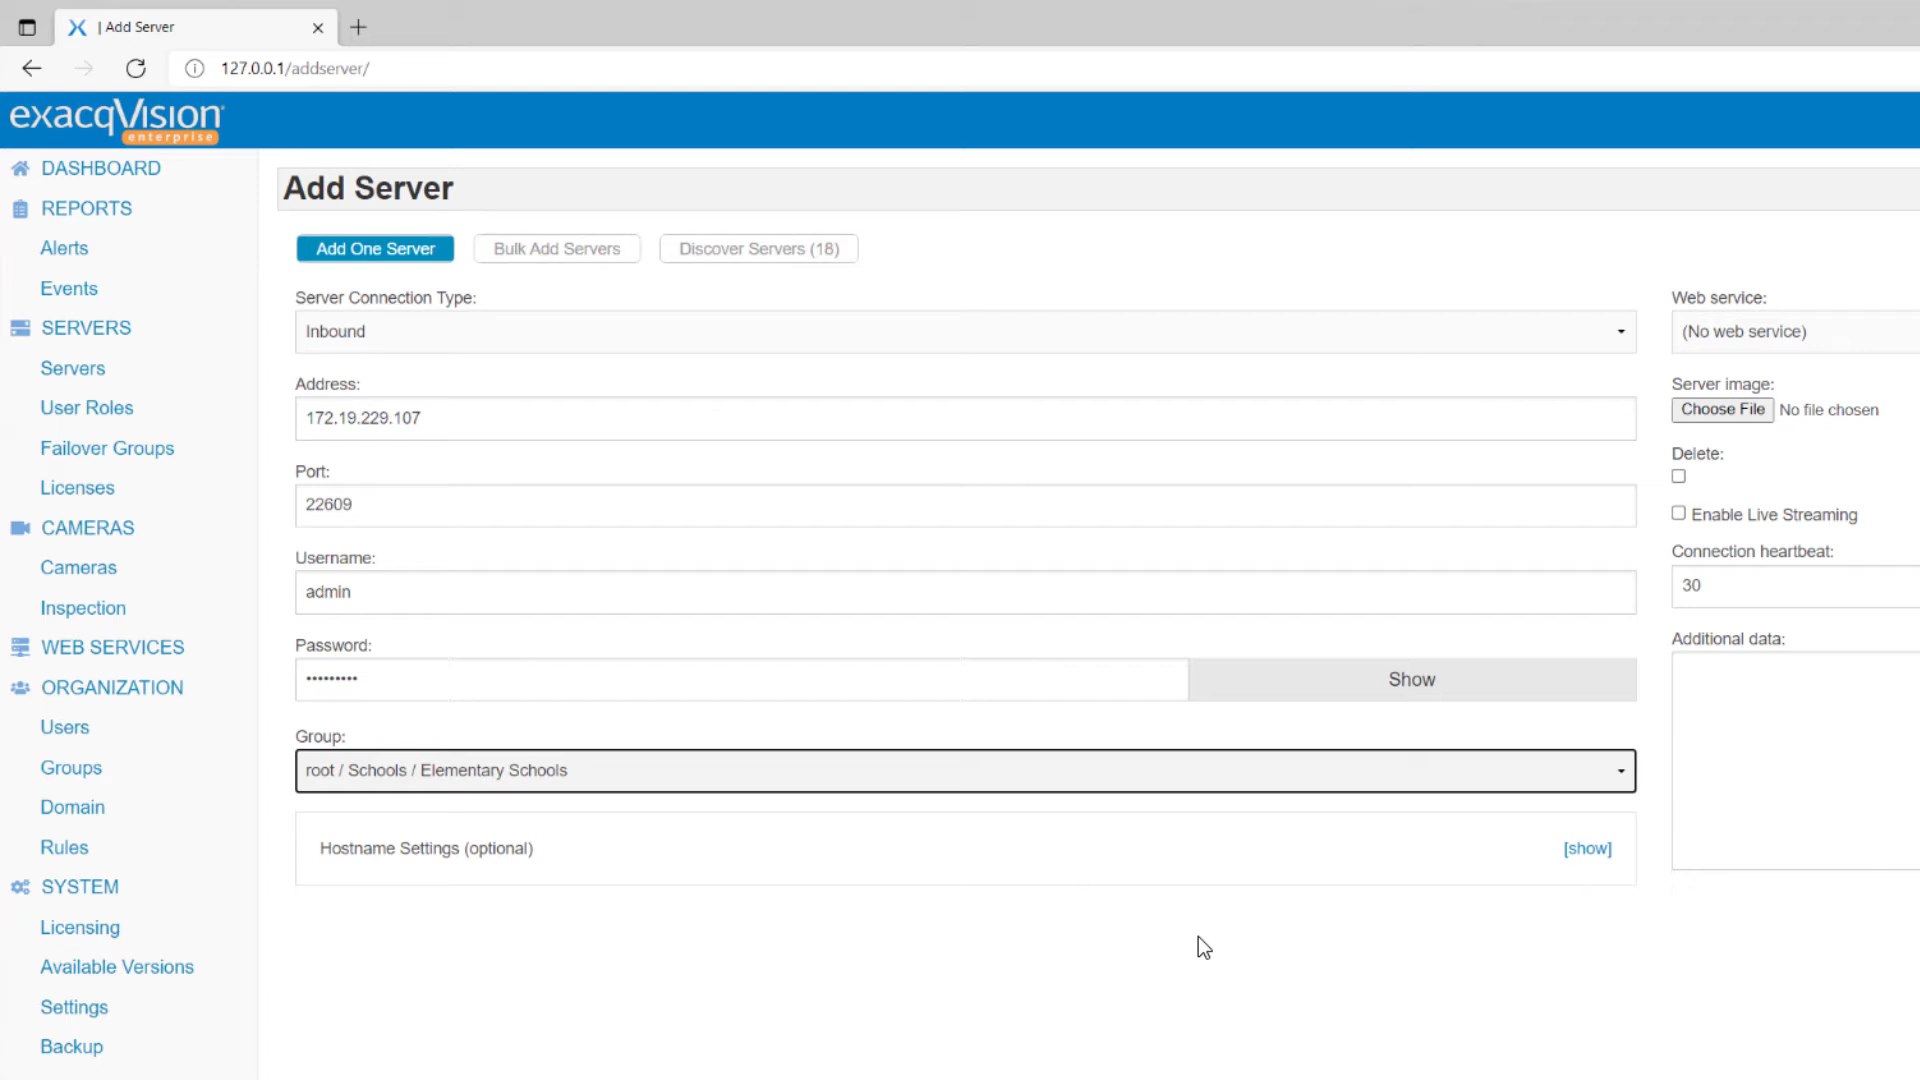 | Add Server
127.0.0.1/addserver/
exacqVision
enterprise
DASHBOARD
REPORTS
Alerts
Events
SERVERS
Servers
User Roles
Failover Groups
Licenses
CAMERAS
Cameras
Inspection
WEB SERVICES
ORGANIZATION
Users
Groups
Domain
Rules
SYSTEM
Licensing
Available Versions
Settings
Backup
Add Server
Add One Server
Bulk Add Servers
Discover Servers (18)
Server Connection Type:
Inbound
Address:
172.19.229.107
Port:
22609
Username:
admin
Password:
•••••••••
Show
Group:
root / Schools / Elementary Schools
Hostname Settings (optional)
[show]
Web service:
(No web service)
Server image:
Choose File No file chosen
Delete:
Enable Live Streaming
Connection heartbeat:
30
Additional data: